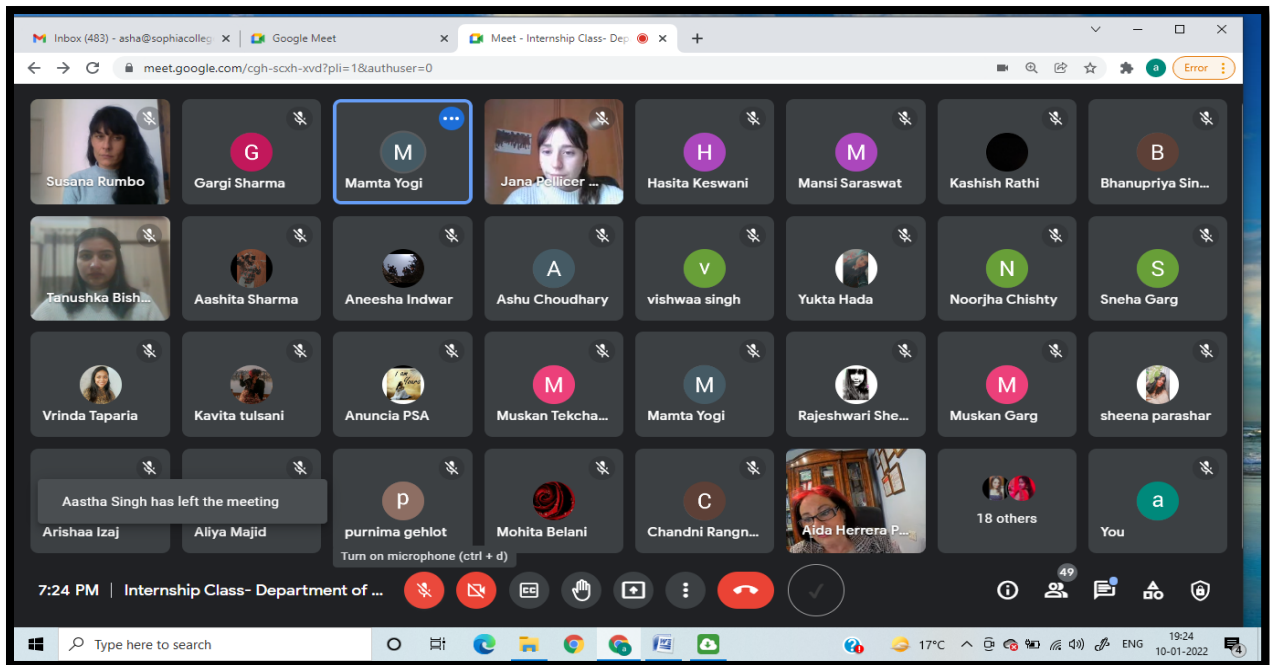 Inbox (483) - asha@sophiacolleg
Google Meet
Meet - Internship Class- Dep
meet.google.com/cgh-scxh-xvd?pli=1&authuser=0
a
Error
Susana Rumbo
G
Gargi Sharma
M
Mamta Yogi
Jana Pellicer ...
H
Hasita Keswani
M
Mansi Saraswat
Kashish Rathi
B
Bhanupriya Sin...
Tanushka Bish...
Aashita Sharma
Aneesha Indwar
A
Ashu Choudhary
v
vishwaa singh
Yukta Hada
N
Noorjha Chishty
S
Sneha Garg
Vrinda Taparia
Kavita tulsani
I am
Yours
Anuncia PSA
M
Muskan Tekcha...
M
Mamta Yogi
Rajeshwari She...
M
Muskan Garg
sheena parashar
Aastha Singh has left the meeting
Arishaa Izaj
Aliya Majid
p
purnima gehlot
Mohita Belani
C
Chandni Rangn...
Aida Herrera P...
18 others
a
You
Turn on microphone (ctrl + d)
7:24 PM | Internship Class- Department of ...
CC
49
Type here to search
17°C
ENG
19:24
10-01-2022
4